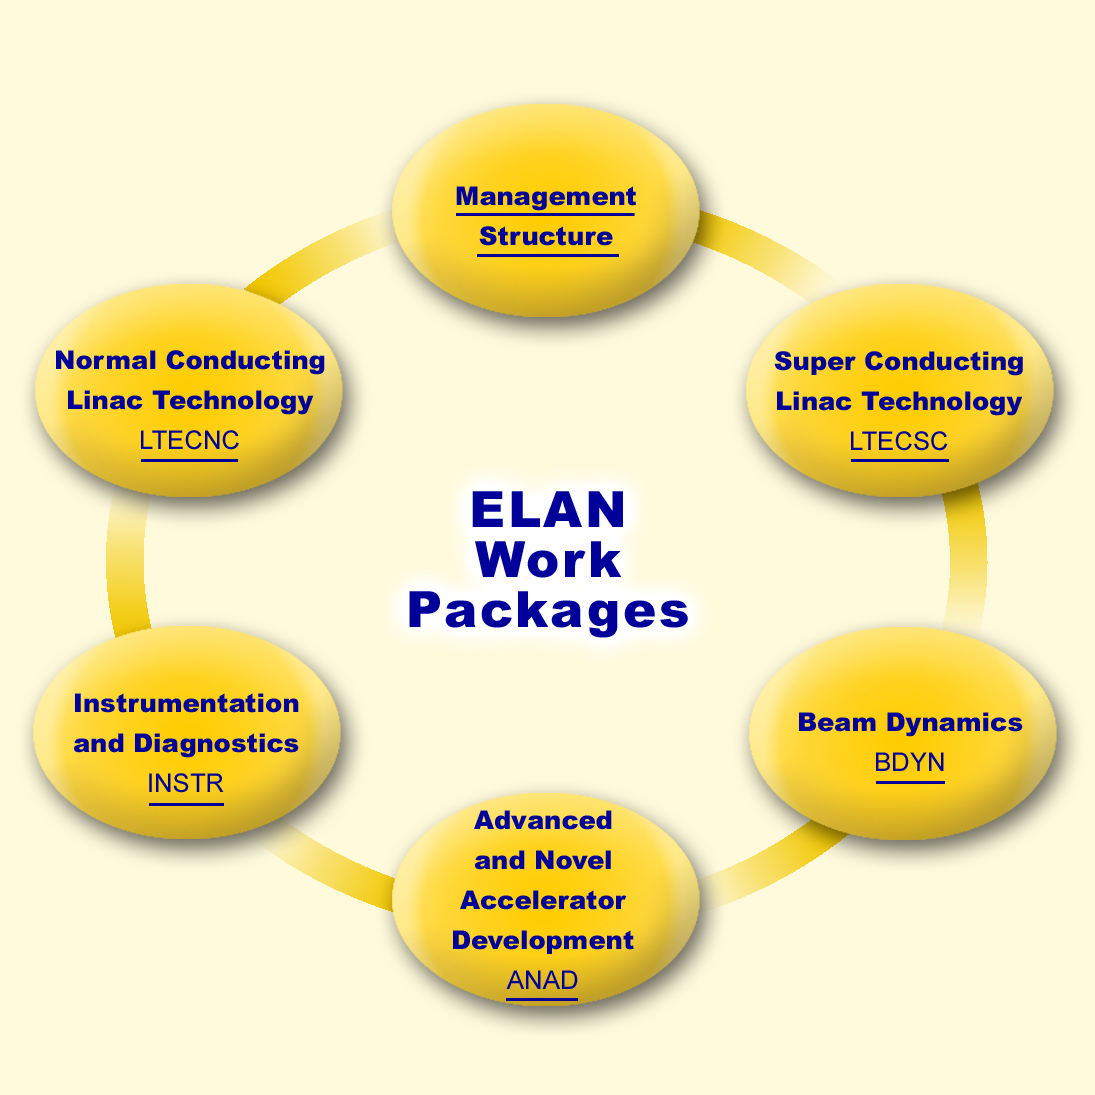 Management
Structure
Normal Conducting
Linac Technology
LTECNC
Super Conducting
Linac Technology
LTECSC
ELAN
Work
Packages
Instrumentation
and Diagnostics
INSTR
Beam Dynamics
BDYN
Advanced
and Novel
Accelerator
Development
ANAD